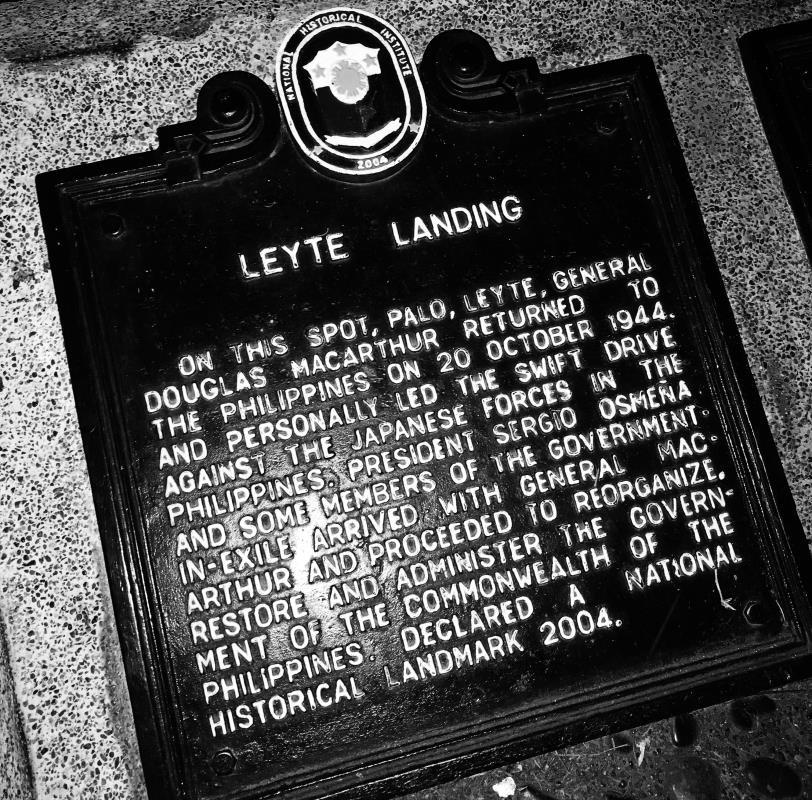 NATIONAL HISTORICAL INSTITUTE
2004
LEYTE LANDING
ON THIS SPOT, PALO, LEYTE, GENERAL
DOUGLAS MACARTHUR RETURNED TO
THE PHILIPPINES ON 20 OCTOBER 1944.
AND PERSONALLY LED THE SWIFT DRIVE
AGAINST THE JAPANESE FORCES IN THE
PHILIPPINES. PRESIDENT SERGIO OSMEÑA
AND SOME MEMBERS OF THE GOVERNMENT-
IN-EXILE ARRIVED WITH GENERAL MAC-
ARTHUR AND PROCEEDED TO REORGANIZE,
RESTORE AND ADMINISTER THE GOVERN-
MENT OF THE COMMONWEALTH OF THE
PHILIPPINES. DECLARED A NATIONAL
HISTORICAL LANDMARK 2004.